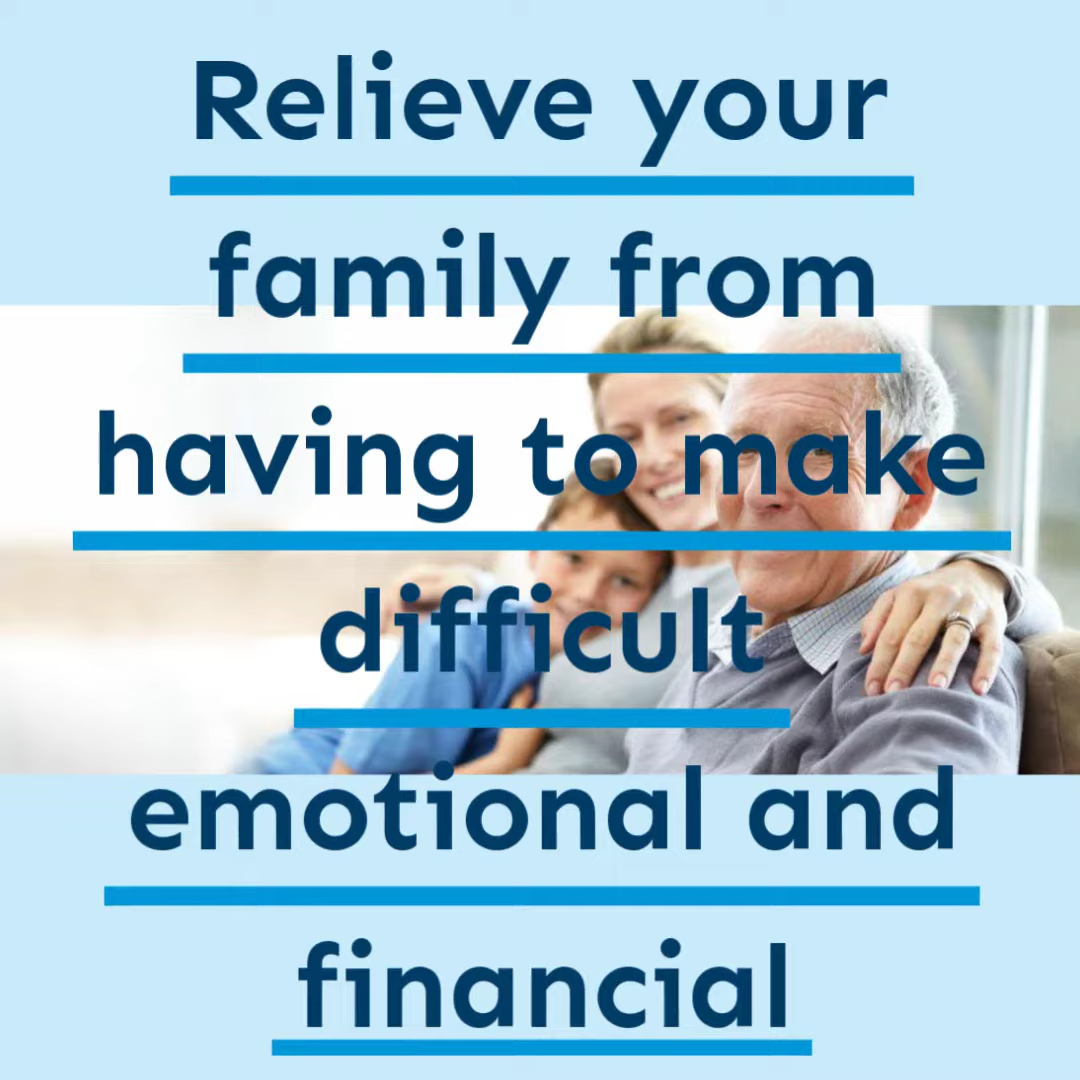 Relieve your
family from
having to make
difficult
emotional and
financial